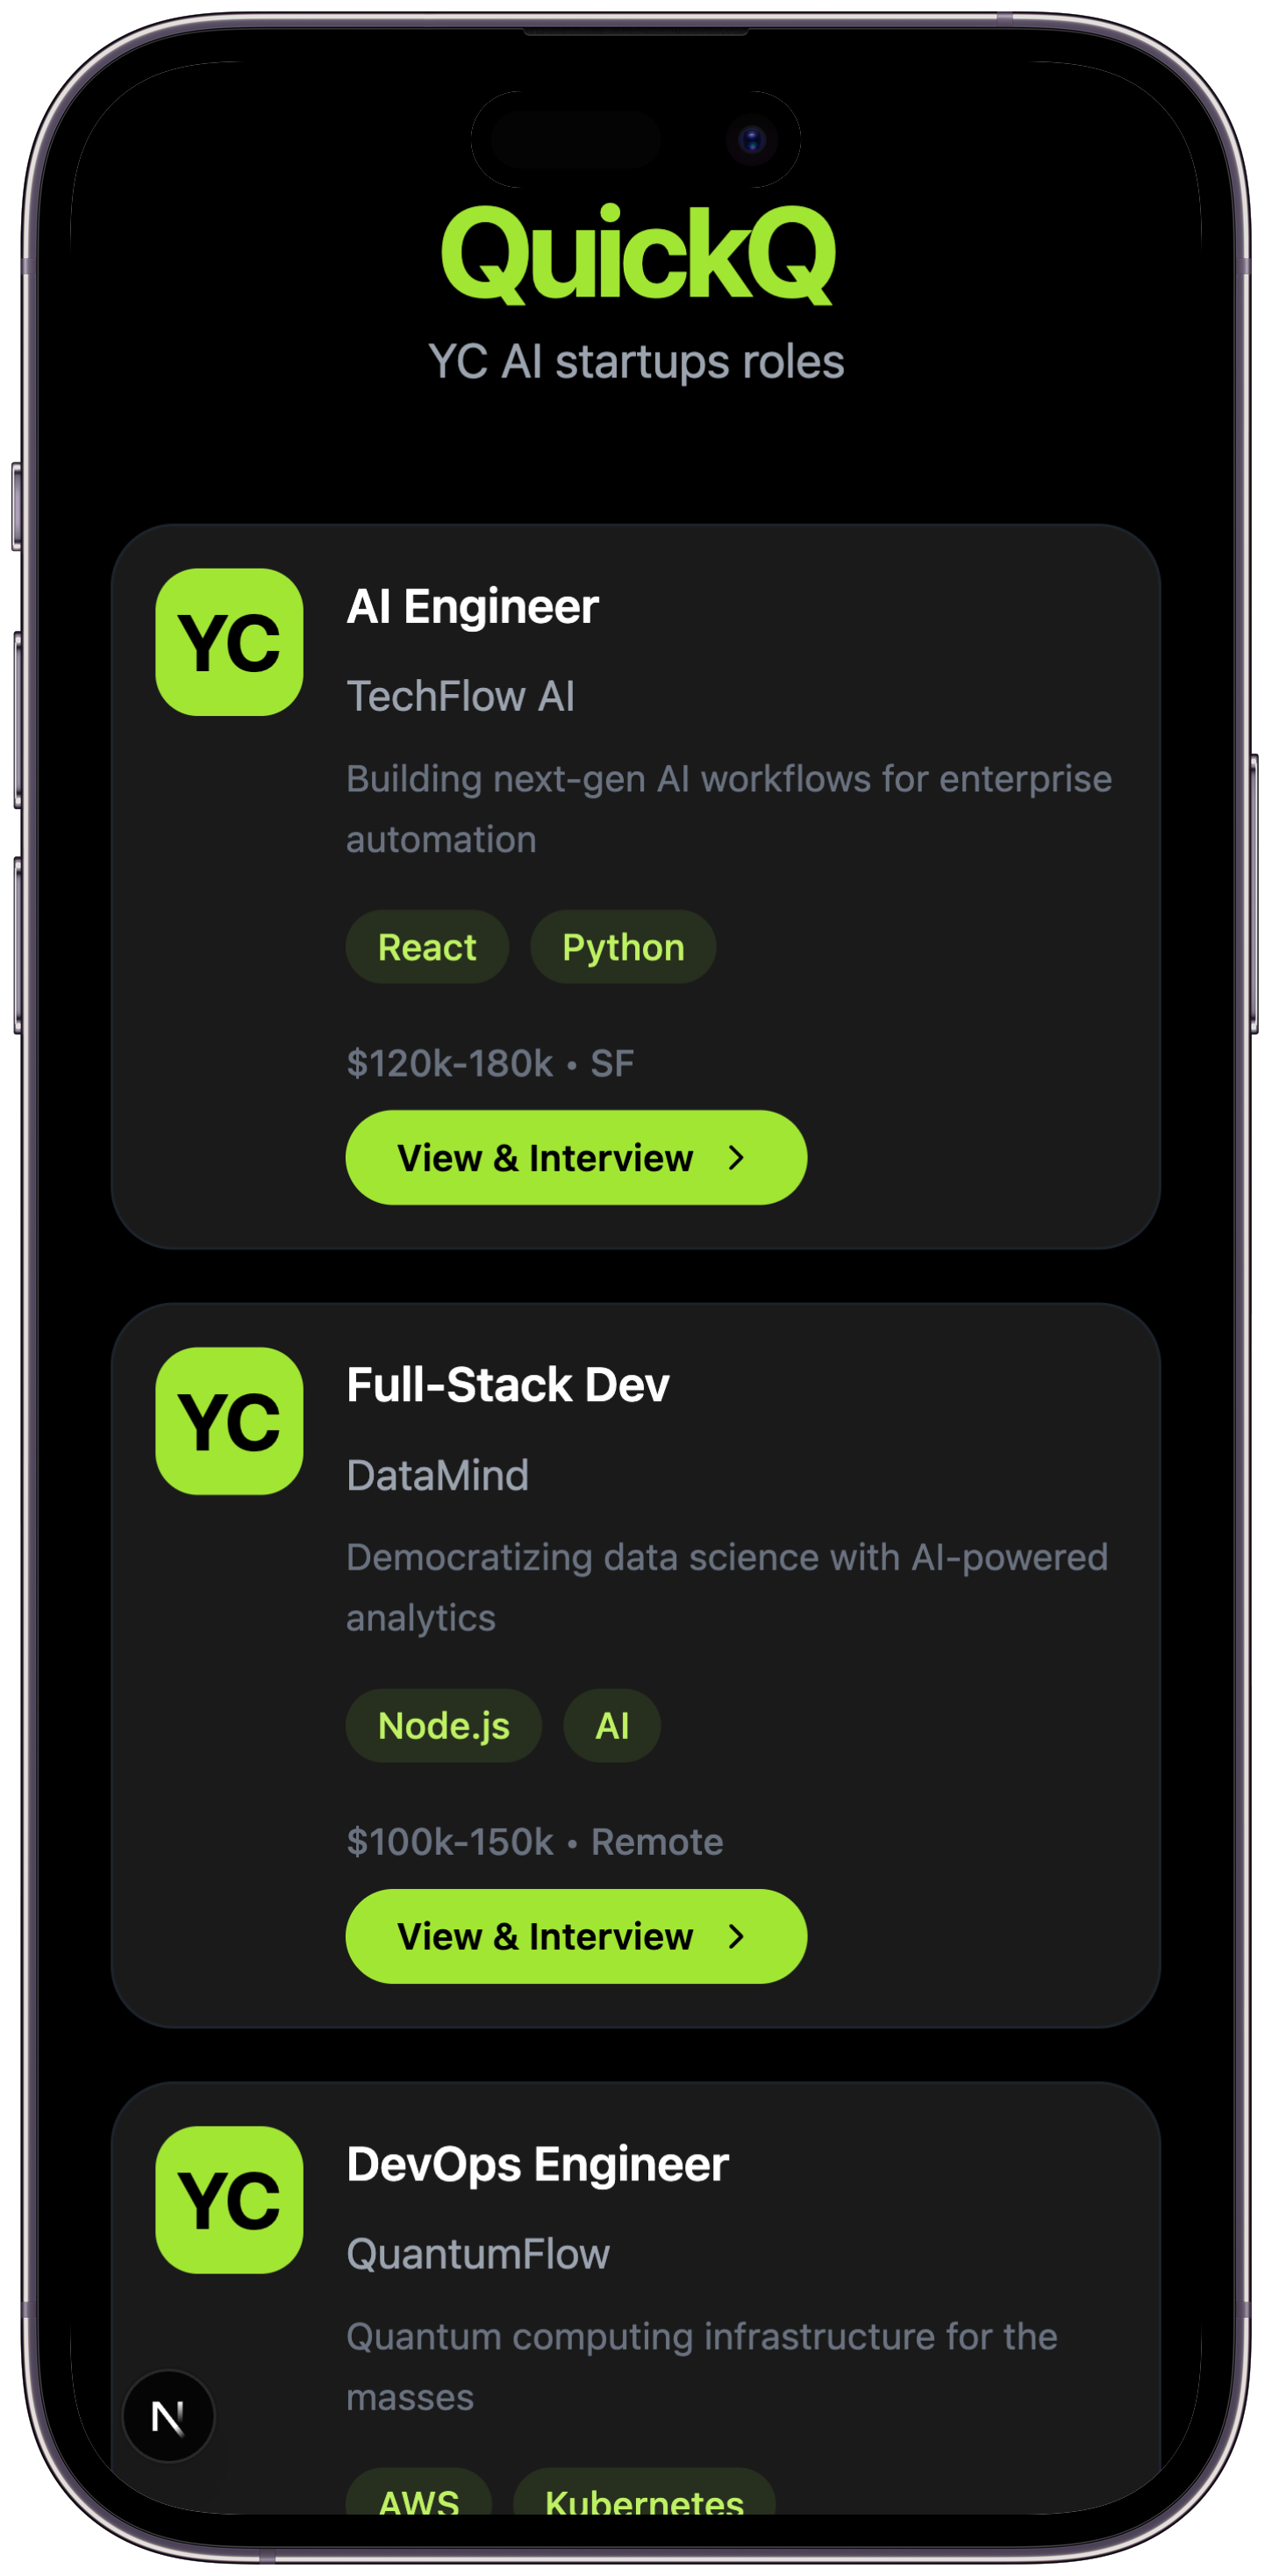 QuickQ
YC AI startups roles
YC
AI Engineer
TechFlow AI
Building next-gen AI workflows for enterprise
automation
React Python
$120k-180k • SF
View & Interview
YC
Full-Stack Dev
DataMind
Democratizing data science with AI-powered
analytics
Node.js AI
$100k-150k • Remote
View & Interview
YC
DevOps Engineer
QuantumFlow
Quantum computing infrastructure for the
masses
N
AWS Kubernetes